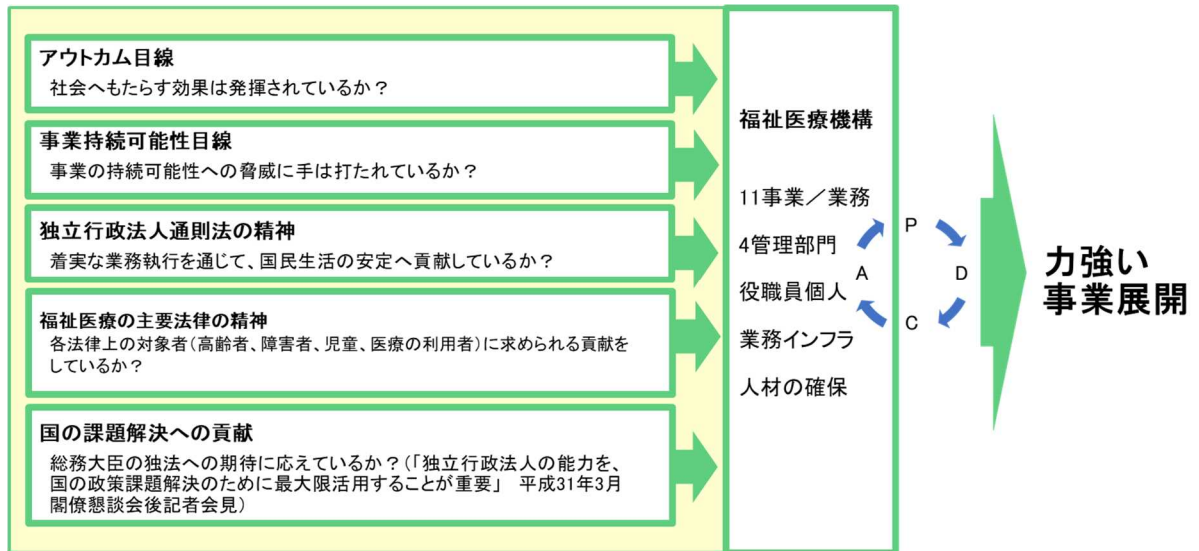 アウトカム目線
社会へもたらす効果は発揮されているか？
事業持続可能性目線
事業の持続可能性への脅威に手は打たれているか？
独立行政法人通則法の精神
着実な業務執行を通じて、国民生活の安定へ貢献しているか？
福祉医療の主要法律の精神
各法律上の対象者（高齢者、障害者、児童、医療の利用者）に求められる貢献を
しているか？
国の課題解決への貢献
総務大臣の独法への期待に応えているか？（「独立行政法人の能力を、
国の政策課題解決のために最大限活用することが重要」　平成31年3月
閣僚懇談会後記者会見）
福祉医療機構
11事業／業務
4管理部門
役職員個人
業務インフラ
人材の確保
P
D
C
A
力強い
事業展開